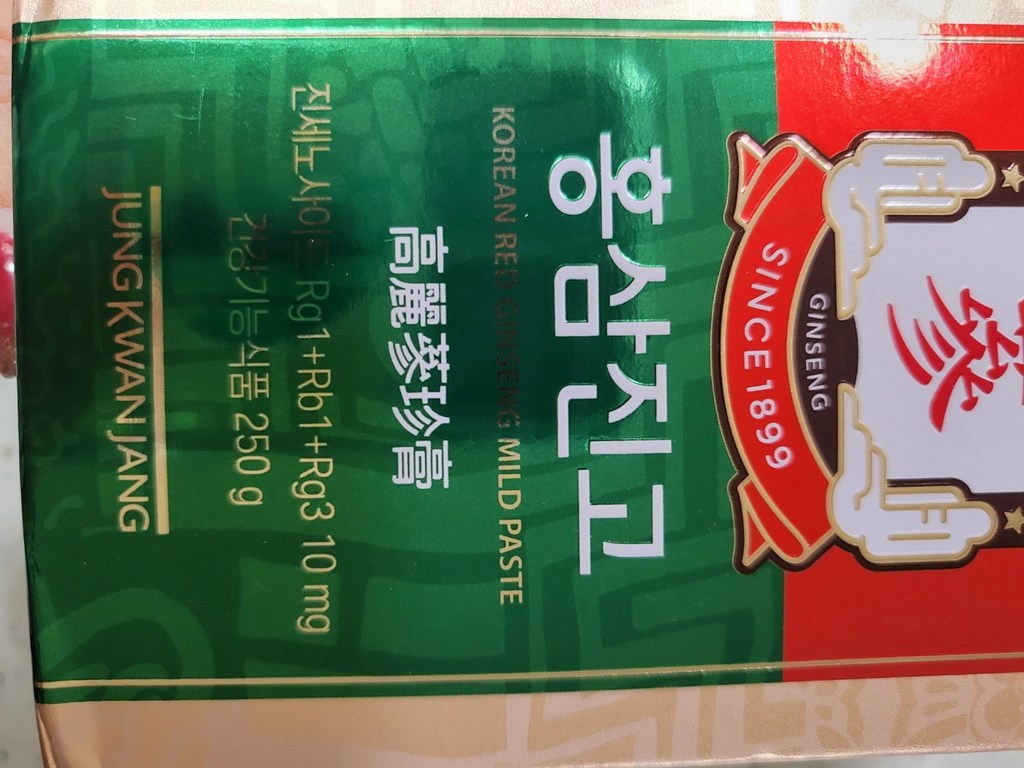 蔘
GINSENG
SINCE 1899
홍삼진고
KOREAN RED GINSENG MILD PASTE
高麗蔘珍膏
진세노사이드 Rg1+Rb1+Rg3 10 mg
건강기능식품 250 g
JUNG KWAN JANG